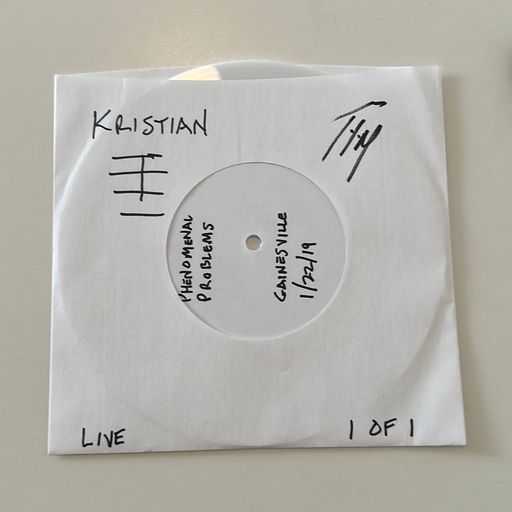 KRISTIAN
PHENOMENAL
PROBLEMS
GAINESVILLE
1/22/19
LIVE
1 OF 1